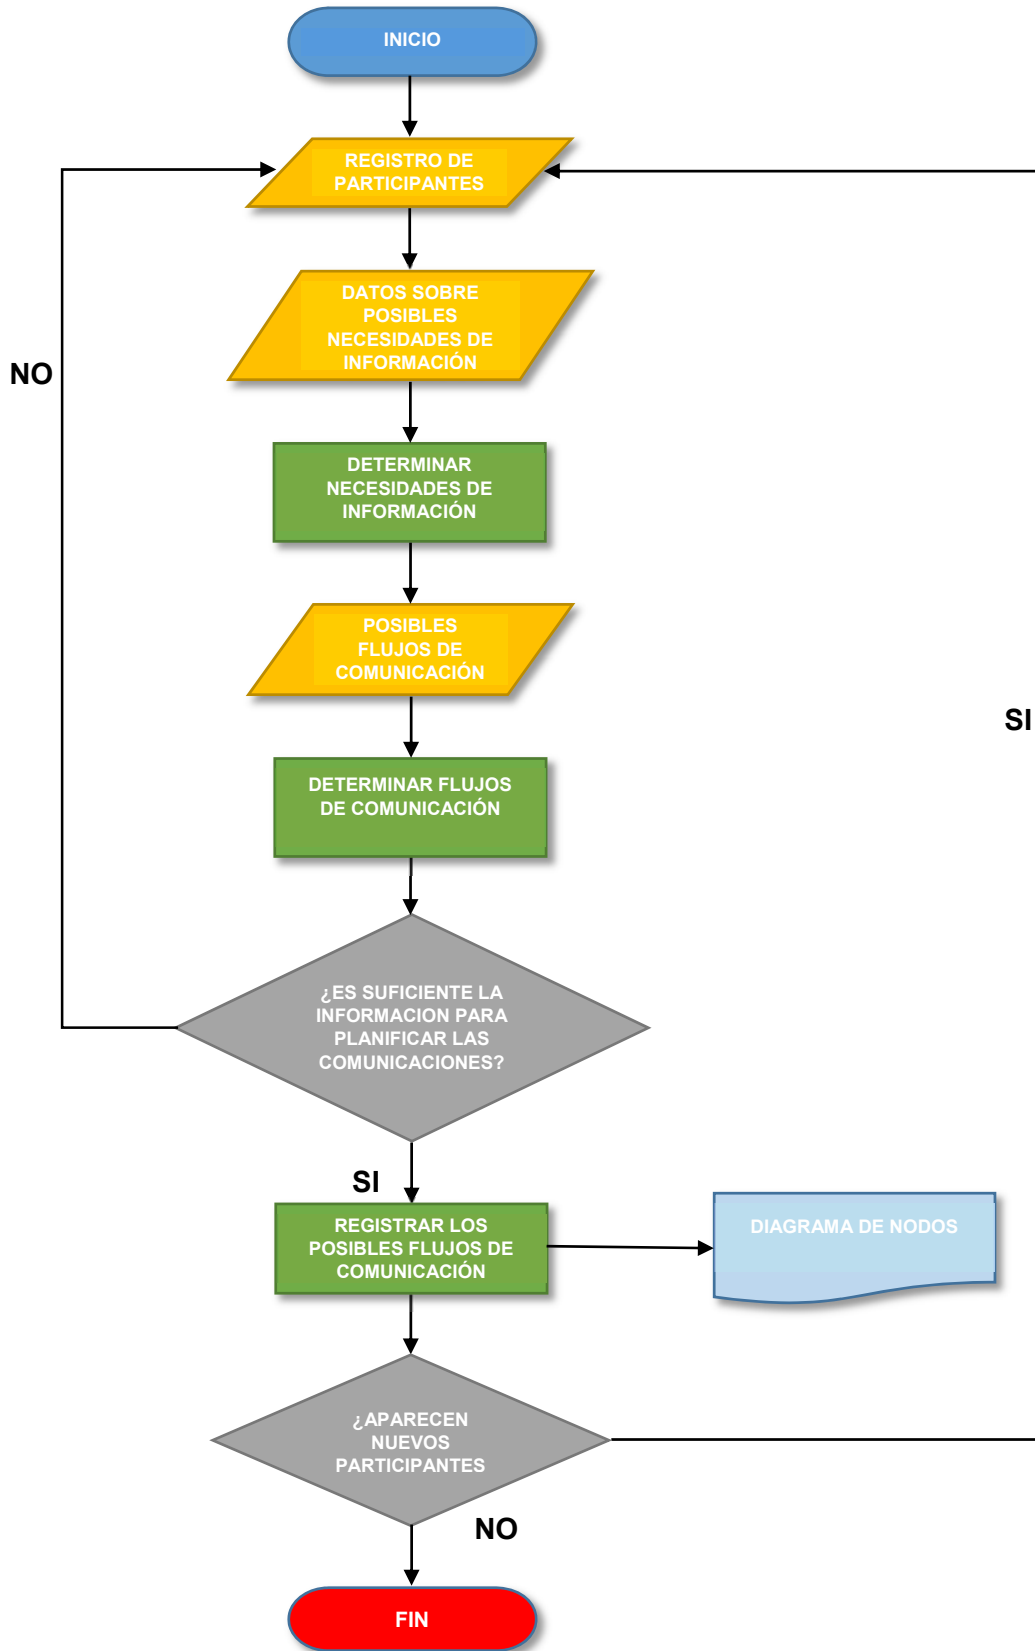 INICIO
REGISTRO DE
PARTICIPANTES
DATOS SOBRE
POSIBLES
NECESIDADES DE
INFORMACIÓN
NO
DETERMINAR
NECESIDADES DE
INFORMACIÓN
POSIBLES
FLUJOS DE
COMUNICACIÓN
SI
DETERMINAR FLUJOS
DE COMUNICACIÓN
¿ES SUFICIENTE LA
INFORMACION PARA
PLANIFICAR LAS
COMUNICACIONES?
SI
REGISTRAR LOS
POSIBLES FLUJOS DE
COMUNICACIÓN
DIAGRAMA DE NODOS
¿APARECEN
NUEVOS
PARTICIPANTES
NO
FIN